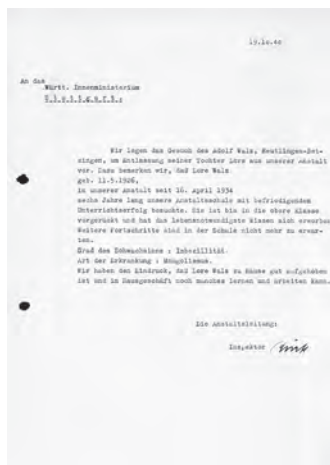 19.10.40
An das
Württ. Innenministerium
S t u t t g a r t .
Wir legen das Gesuch des Adolf Walz, Reutlingen-Bet-
zingen, um Entlassung seiner Tochter Lore aus unserer Anstalt
vor. Dazu bemerken wir, daß Lore Walz
geb. 11.5.1926,
in unserer Anstalt seit 16. April 1934
sechs Jahre lang unsere Anstaltsschule mit befriedigendem
Unterrichtserfolg besuchte. Sie ist bis in die obere Klasse
vorgerückt und hat das Lebensnotwendigste wissen sich erworben
Weitere Fortschritte sind in der Schule nicht mehr zu erwar-
ten.
Grad des Schwachsinns : Imbezillität.
Art der Erkrankung : Mongolismus.
Wir haben den Eindruck, daß Lore Walz zu Hause gut aufgehoben
ist und im Hausgeschäft noch manches lernen und arbeiten kann.
Die Anstaltsleitung:
Inspektor